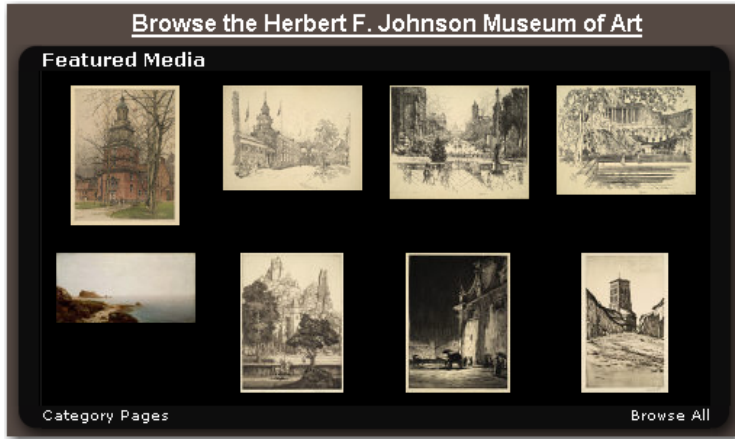 Browse the Herbert F. Johnson Museum of Art
Featured Media
Category Pages
Browse All